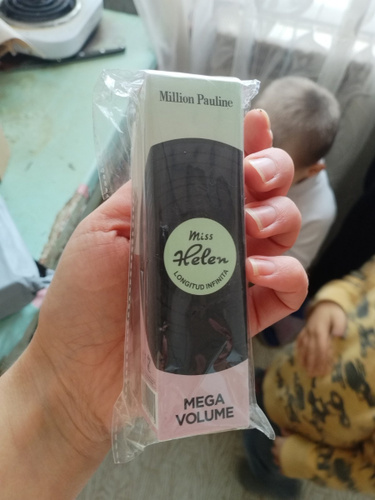 Million Pauline
Miss
Helen
LONGITUD INFINITA
MEGA
VOLUME